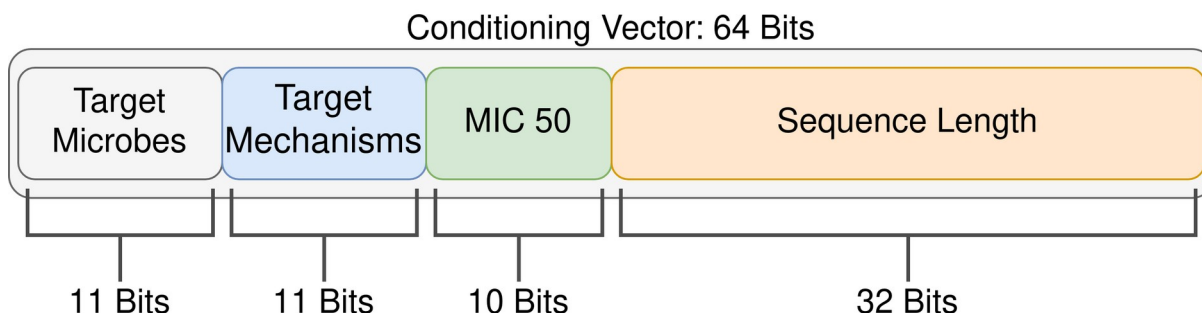 Conditioning Vector: 64 Bits
Target
Microbes
Target
Mechanisms
MIC 50
Sequence Length
11 Bits
11 Bits
10 Bits
32 Bits